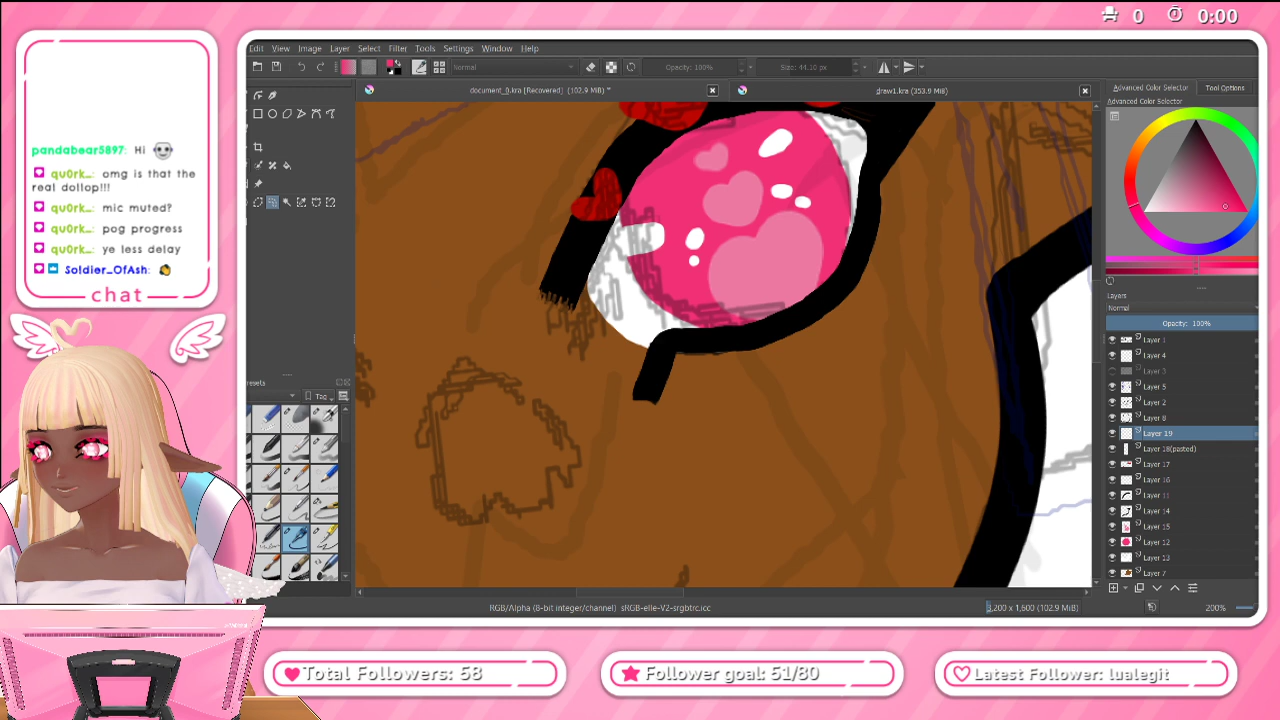 0 0:00
Edit View Image Layer Select Filter Tools Settings Window Help
Normal Opacity: 100% Size: 44.10 px
document_0.kra [Recovered] (102.9 MiB) * draw1.kra (353.9 MiB)
Advanced Color Selector Tool Options
Advanced Color Selector
pandabear5897: Hi
qu0rk_: omg is that the
real dollop!!!
qu0rk_: mic muted?
qu0rk_: pog progress
qu0rk_: ye less delay
Soldier_OfAsh:
chat
Layers
Normal
Opacity: 100%
Layer 1
Layer 4
Layer 3
Layer 5
Layer 2
Layer 8
Layer 19
Layer 18(pasted)
Layer 17
Layer 16
Layer 11
Layer 14
Layer 15
Layer 12
Layer 13
Layer 7
esets
Tag
RGB/Alpha (8-bit integer/channel) sRGB-elle-V2-srgbtrc.icc
3,200 x 1,600 (102.9 MiB)
200%
Total Followers: 58
Follower goal: 51/80
Latest Follower: lualegit